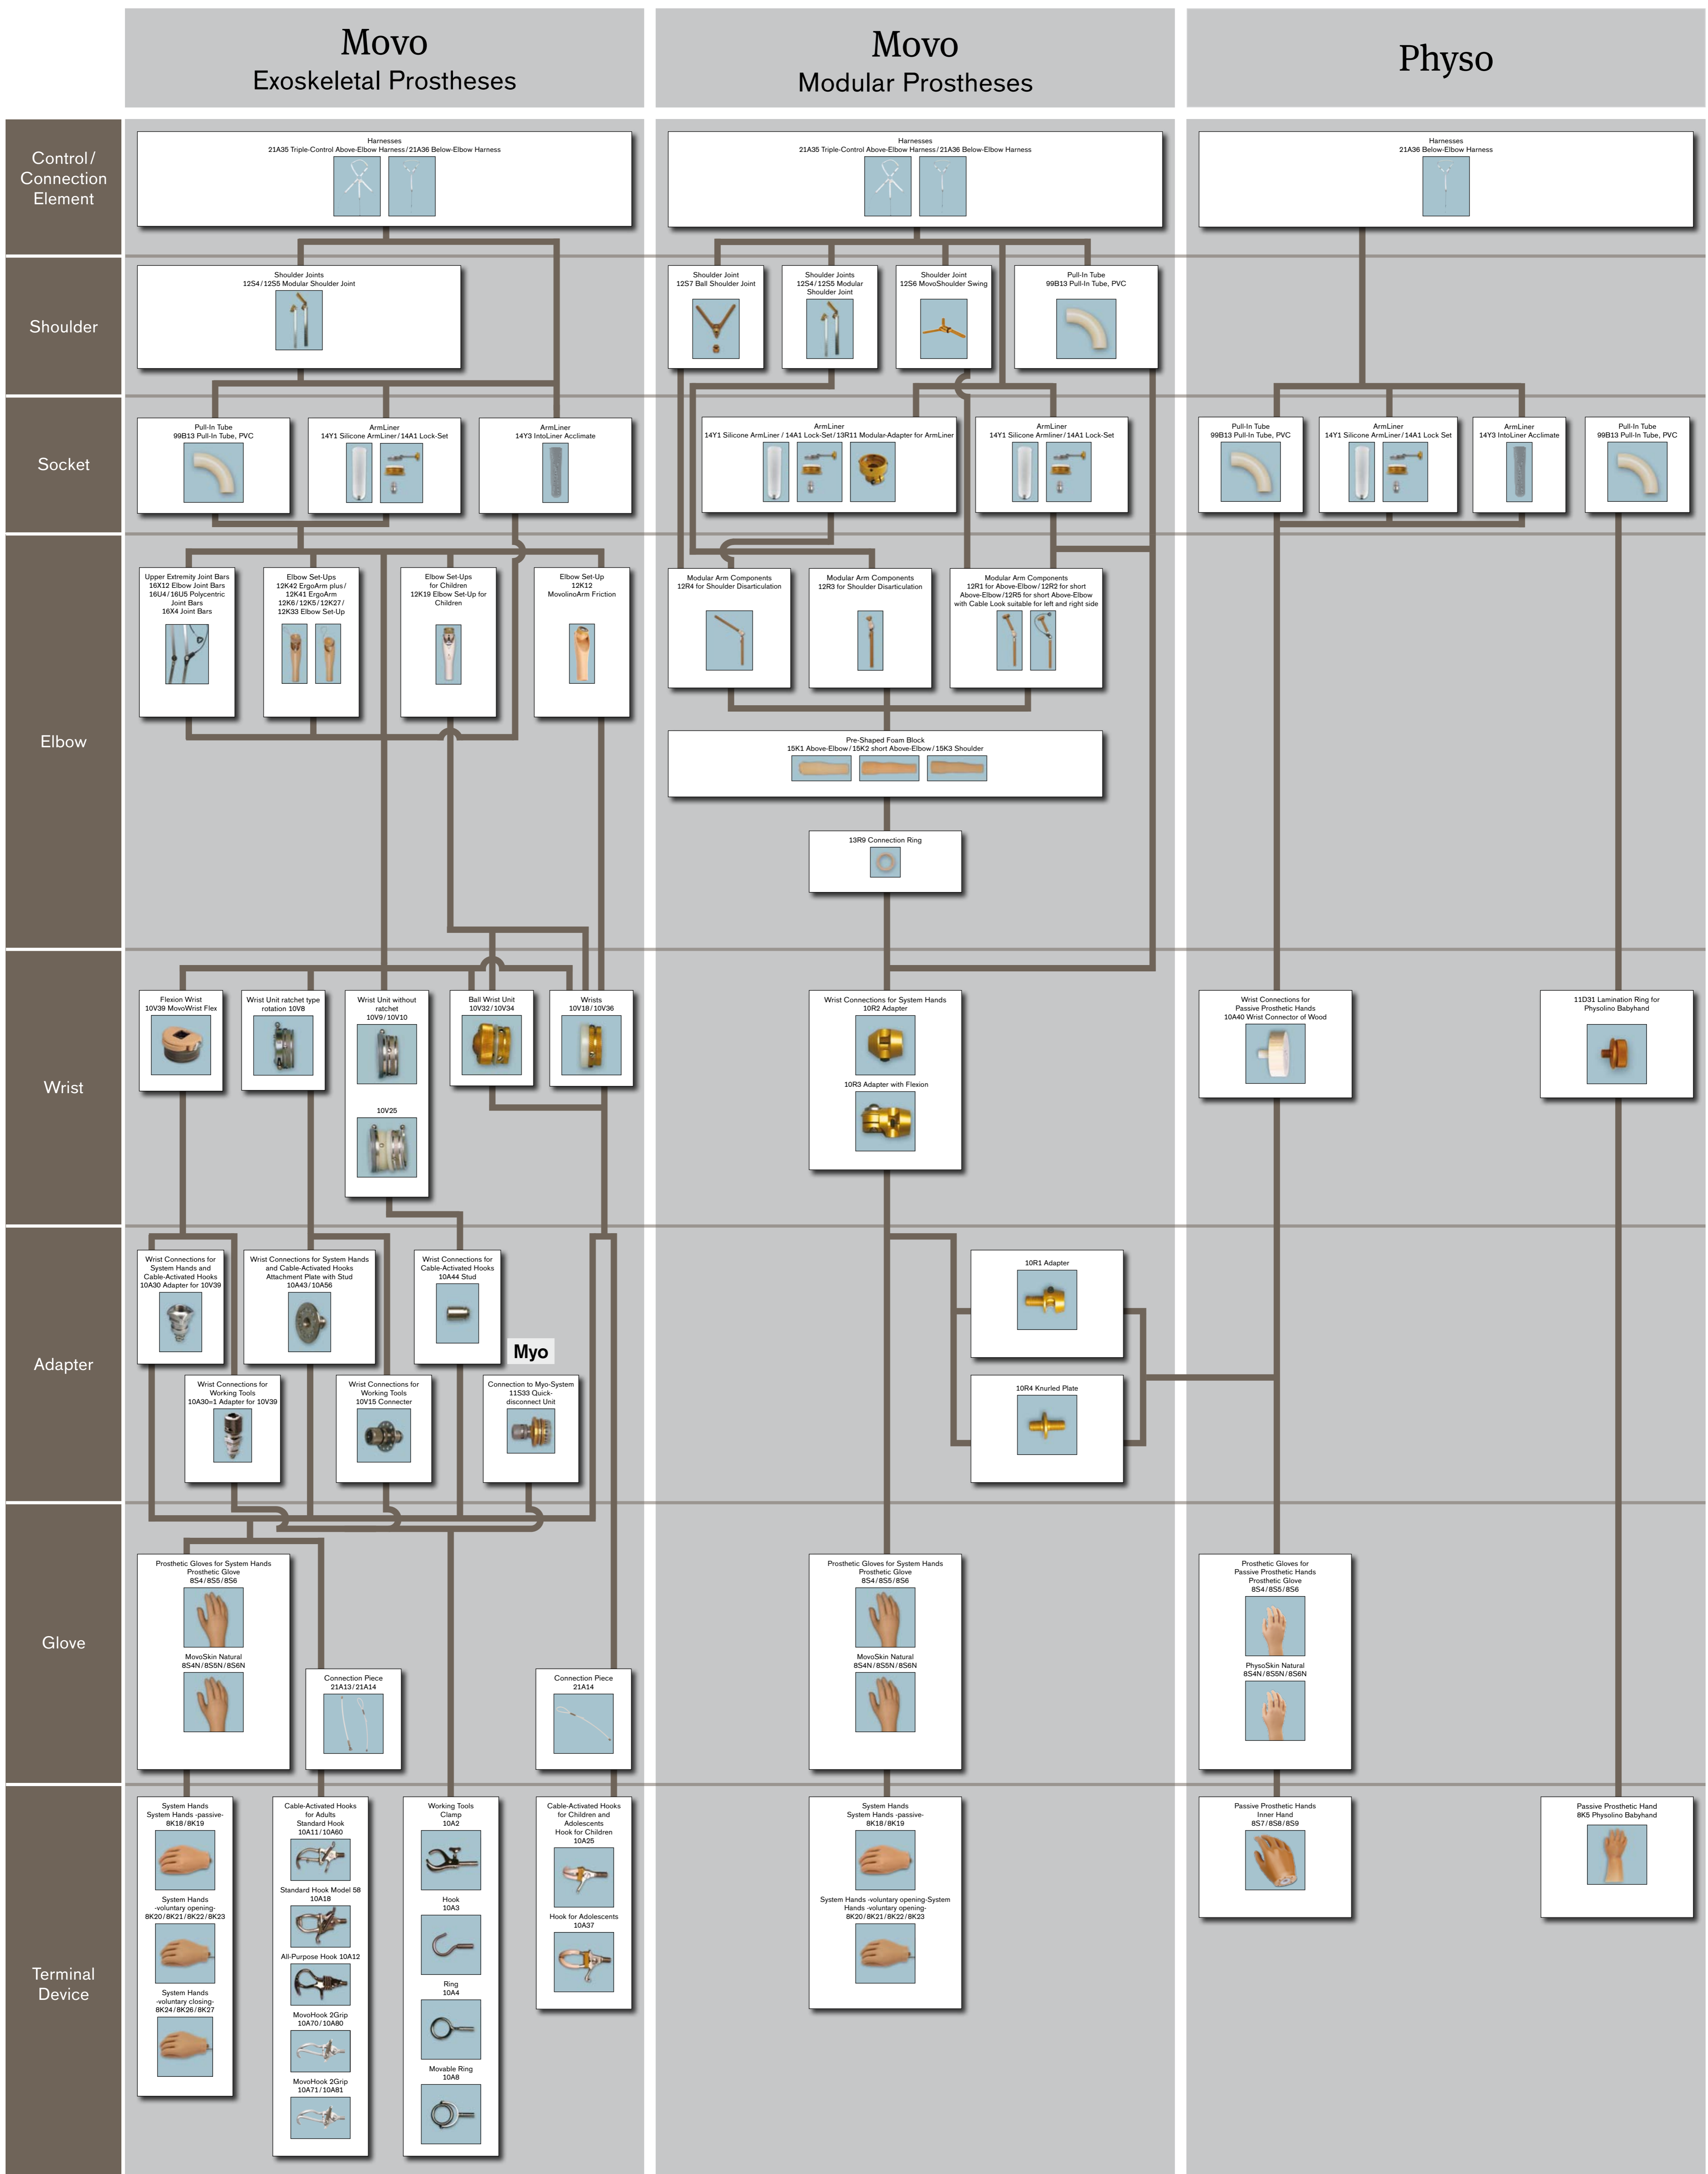 Movo
Exoskeletal Prostheses
Movo
Modular Prostheses
Physo
Control/
Connection
Element
Harnesses
21A35 Triple-Control Above-Elbow Harness/21A36 Below-Elbow Harness
Harnesses
21A35 Triple-Control Above-Elbow Harness/21A36 Below-Elbow Harness
Harnesses
21A36 Below-Elbow Harness
Shoulder
Shoulder Joints
12S4/12S5 Modular Shoulder Joint
Shoulder Joint
12S7 Ball Shoulder Joint
Shoulder Joints
12S4/12S5 Modular
Shoulder Joint
Shoulder Joint
12S6 MovoShoulder Swing
Pull-In Tube
99B13 Pull-In Tube, PVC
Socket
Pull-In Tube
99B13 Pull-In Tube, PVC
ArmLiner
14Y1 Silicone ArmLiner/14A1 Lock-Set
ArmLiner
14Y3 IntoLiner Acclimate
ArmLiner
14Y1 Silicone ArmLiner / 14A1 Lock-Set/13R11 Modular-Adapter for ArmLiner
ArmLiner
14Y1 Silicone Armliner/14A1 Lock-Set
Pull-In Tube
99B13 Pull-In Tube, PVC
ArmLiner
14Y1 Silicone ArmLiner/14A1 Lock Set
ArmLiner
14Y3 IntoLiner Acclimate
Pull-In Tube
99B13 Pull-In Tube, PVC
Elbow
Upper Extremity Joint Bars
16X12 Elbow Joint Bars
16U4/16U5 Polycentric
Joint Bars
16X4 Joint Bars
Elbow Set-Ups
12K42 ErgoArm plus/
12K41 ErgoArm
12K6/12K5/12K27/
12K33 Elbow Set-Up
Elbow Set-Ups
for Children
12K19 Elbow Set-Up for
Children
Elbow Set-Up
12K12
MovolinoArm Friction
Modular Arm Components
12R4 for Shoulder Disarticulation
Modular Arm Components
12R3 for Shoulder Disarticulation
Modular Arm Components
12R1 for Above-Elbow/12R2 for short
Above-Elbow/12R5 for short Above-Elbow
with Cable Look suitable for left and right side
Pre-Shaped Foam Block
15K1 Above-Elbow/15K2 short Above-Elbow/15K3 Shoulder
13R9 Connection Ring
Wrist
Flexion Wrist
10V39 MovoWrist Flex
Wrist Unit ratchet type
rotation 10V8
Wrist Unit without
ratchet
10V9/10V10
10V25
Ball Wrist Unit
10V32/10V34
Wrists
10V18/10V36
Wrist Connections for System Hands
10R2 Adapter
10R3 Adapter with Flexion
Wrist Connections for
Passive Prosthetic Hands
10A40 Wrist Connector of Wood
11D31 Lamination Ring for
Physolino Babyhand
Adapter
Wrist Connections for
System Hands and
Cable-Activated Hooks
10A30 Adapter for 10V39
Wrist Connections for System Hands
and Cable-Activated Hooks
Attachment Plate with Stud
10A43/10A56
Wrist Connections for
Cable-Activated Hooks
10A44 Stud
Myo
10R1 Adapter
Wrist Connections for
Working Tools
10A30=1 Adapter for 10V39
Wrist Connections for
Working Tools
10V15 Connecter
Connection to Myo-System
11S33 Quick-
disconnect Unit
10R4 Knurled Plate
Glove
Prosthetic Gloves for System Hands
Prosthetic Glove
8S4/8S5/8S6
MovoSkin Natural
8S4N/8S5N/8S6N
Connection Piece
21A13/21A14
Connection Piece
21A14
Prosthetic Gloves for System Hands
Prosthetic Glove
8S4/8S5/8S6
MovoSkin Natural
8S4N/8S5N/8S6N
Prosthetic Gloves for
Passive Prosthetic Hands
Prosthetic Glove
8S4/8S5/8S6
PhysoSkin Natural
8S4N/8S5N/8S6N
Terminal
Device
System Hands
System Hands -passive-
8K18/8K19
System Hands
-voluntary opening-
8K20/8K21/8K22/8K23
System Hands
-voluntary closing-
8K24/8K26/8K27
Cable-Activated Hooks
for Adults
Standard Hook
10A11/10A60
Standard Hook Model 58
10A18
All-Purpose Hook 10A12
MovoHook 2Grip
10A70/10A80
MovoHook 2Grip
10A71/10A81
Working Tools
Clamp
10A2
Hook
10A3
Ring
10A4
Movable Ring
10A8
Cable-Activated Hooks
for Children and
Adolescents
Hook for Children
10A25
Hook for Adolescents
10A37
System Hands
System Hands -passive-
8K18/8K19
System Hands -voluntary opening-System
Hands -voluntary opening-
8K20/8K21/8K22/8K23
Passive Prosthetic Hands
Inner Hand
8S7/8S8/8S9
Passive Prosthetic Hand
8K5 Physolino Babyhand